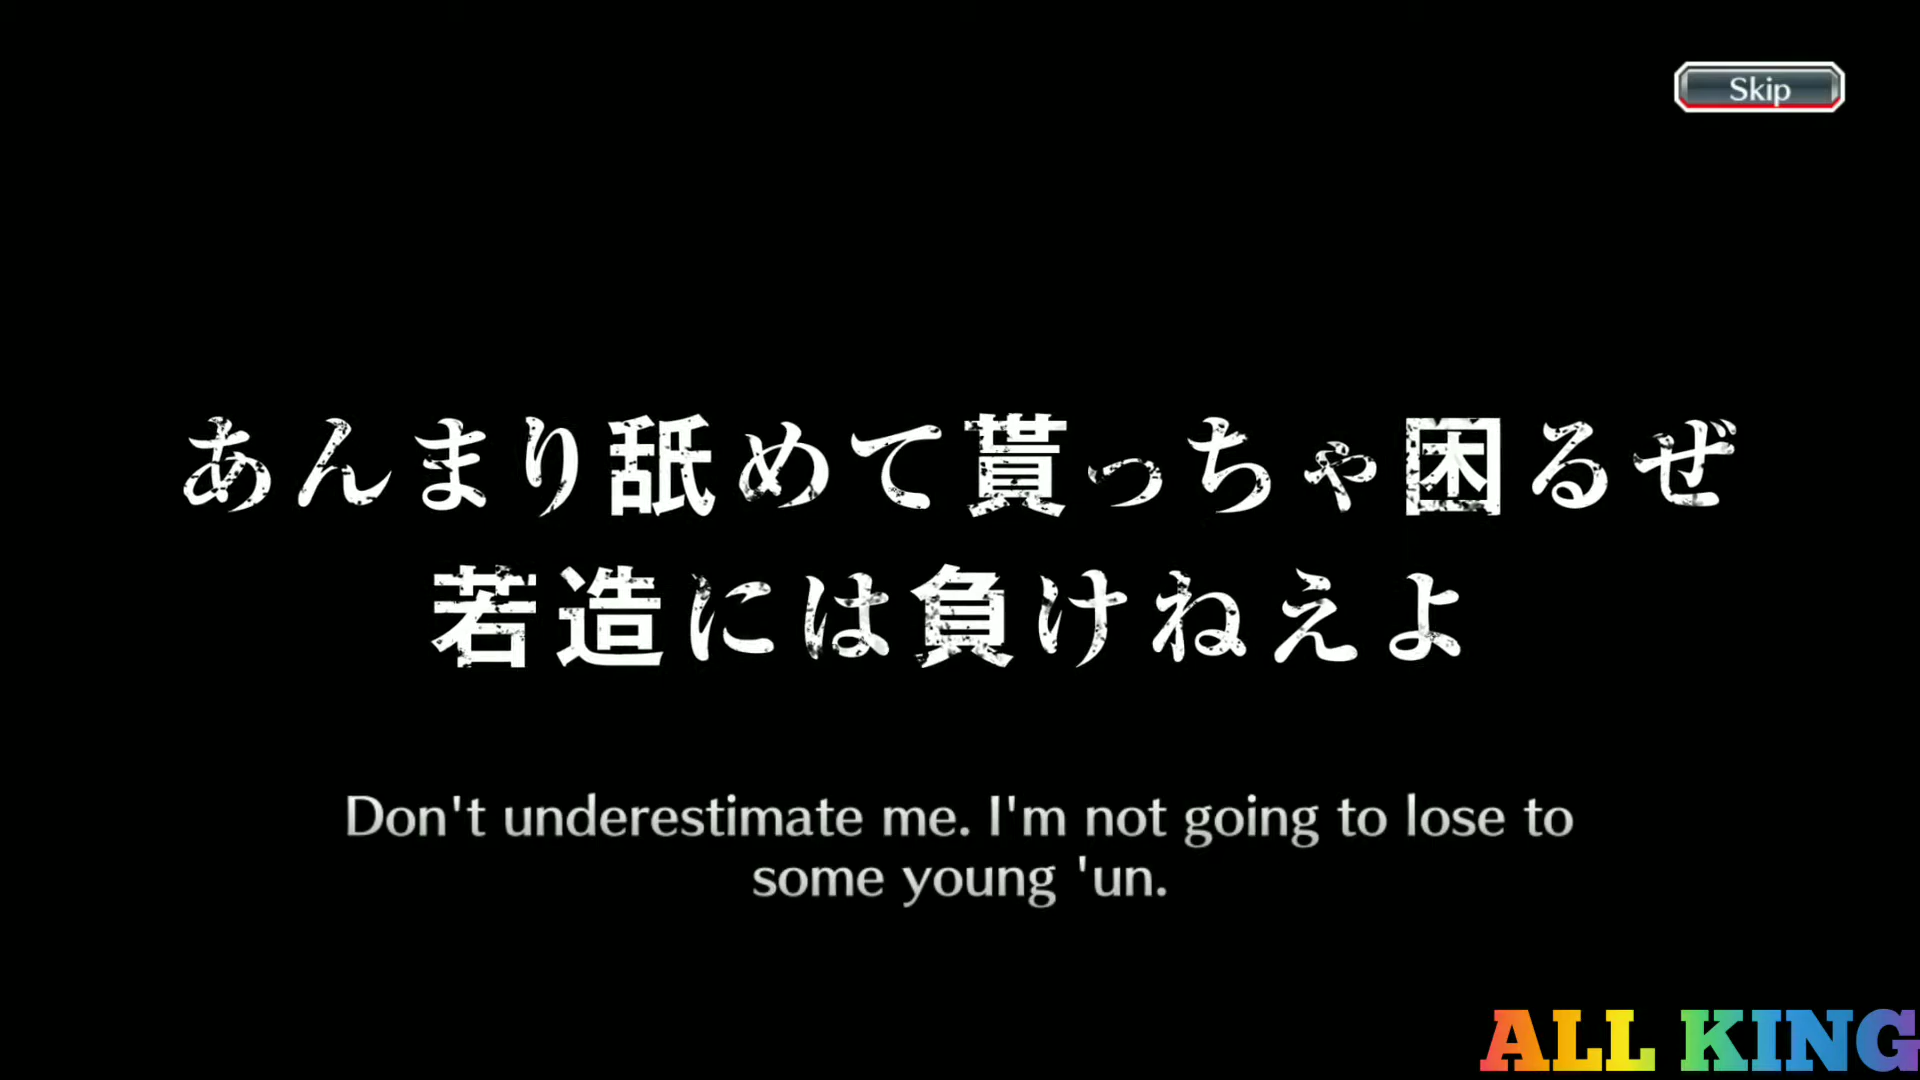 Skip
あんまり舐めて貰っちゃ困るぜ
若造には負けねえよ
Don't underestimate me. I'm not going to lose to
some young 'un.
ALL KING